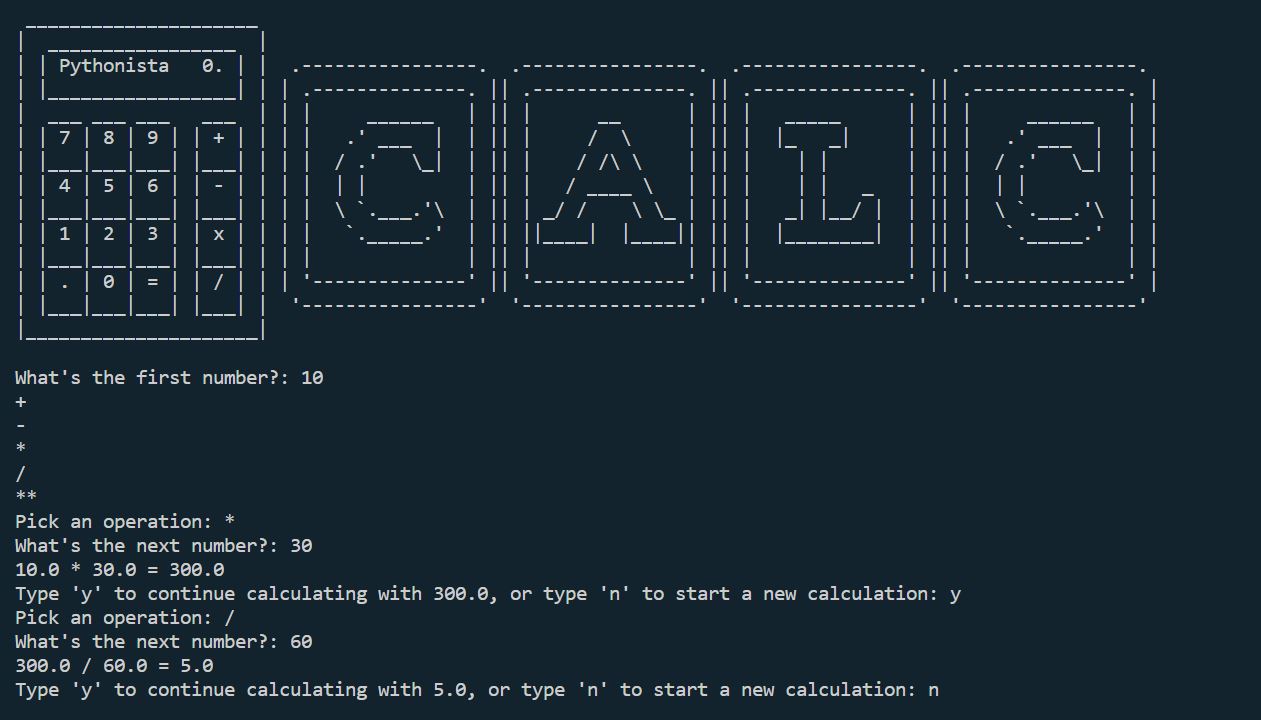 Pythonista 0.
CALC
7 8 9 +
4 5 6 -
1 2 3 x
. 0 = /
What's the first number?: 10
+
-
*
/
**
Pick an operation: *
What's the next number?: 30
10.0 * 30.0 = 300.0
Type 'y' to continue calculating with 300.0, or type 'n' to start a new calculation: y
Pick an operation: /
What's the next number?: 60
300.0 / 60.0 = 5.0
Type 'y' to continue calculating with 5.0, or type 'n' to start a new calculation: n